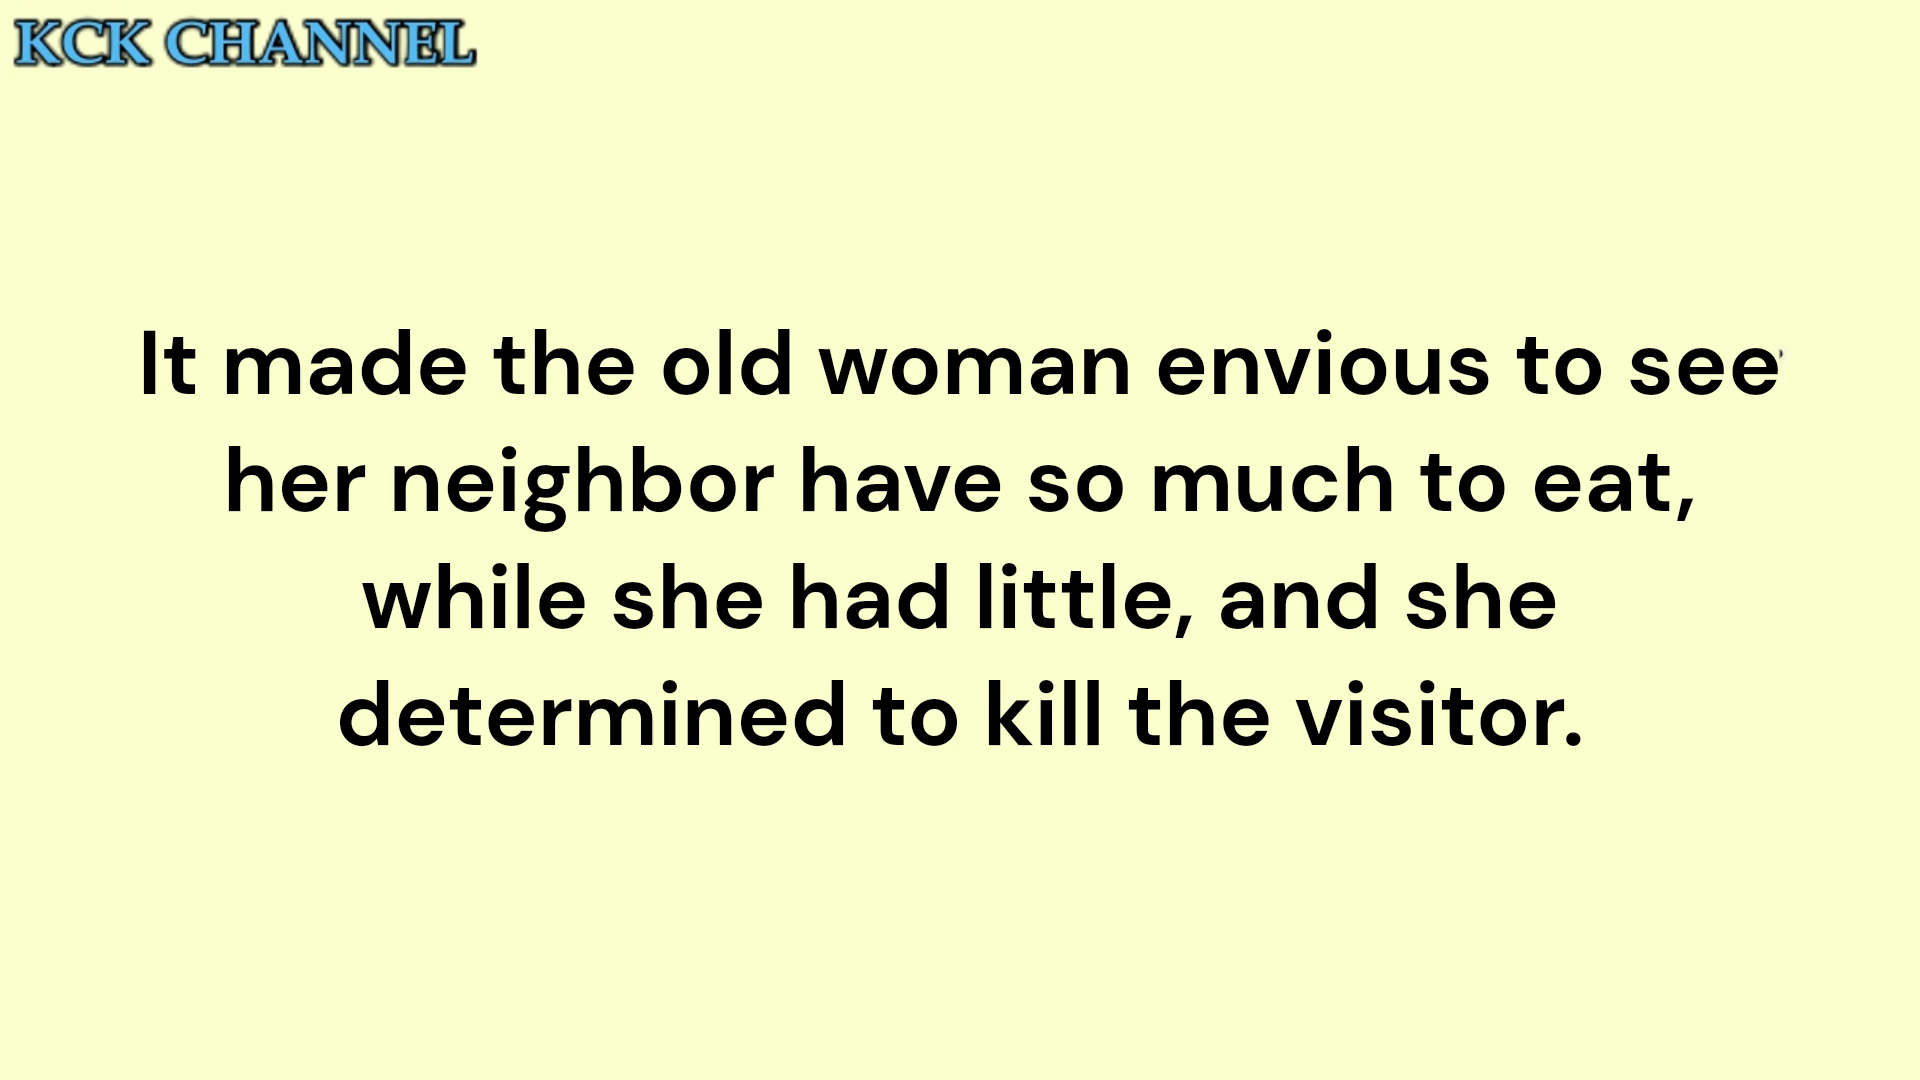 KCK CHANNEL
It made the old woman envious to see
her neighbor have so much to eat,
while she had little, and she
determined to kill the visitor.